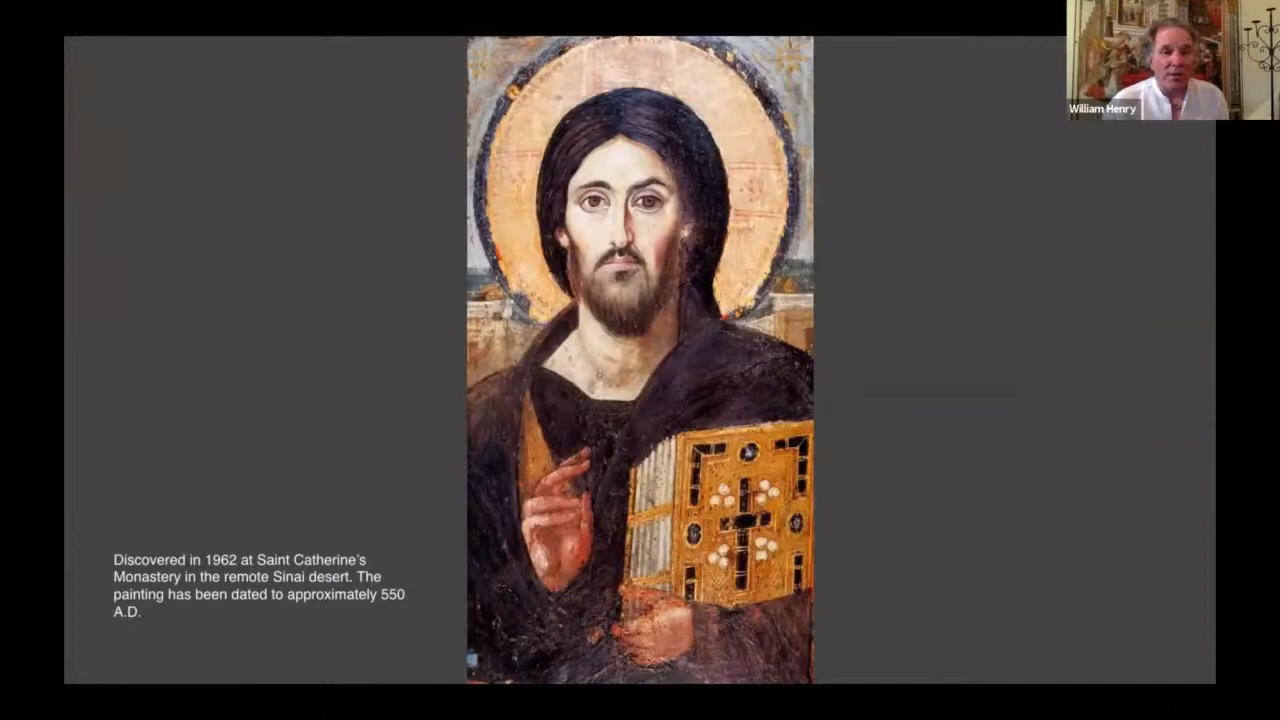 William Henry
Discovered in 1962 at Saint Catherine's
Monastery in the remote Sinai desert. The
painting has been dated to approximately 550
A.D.